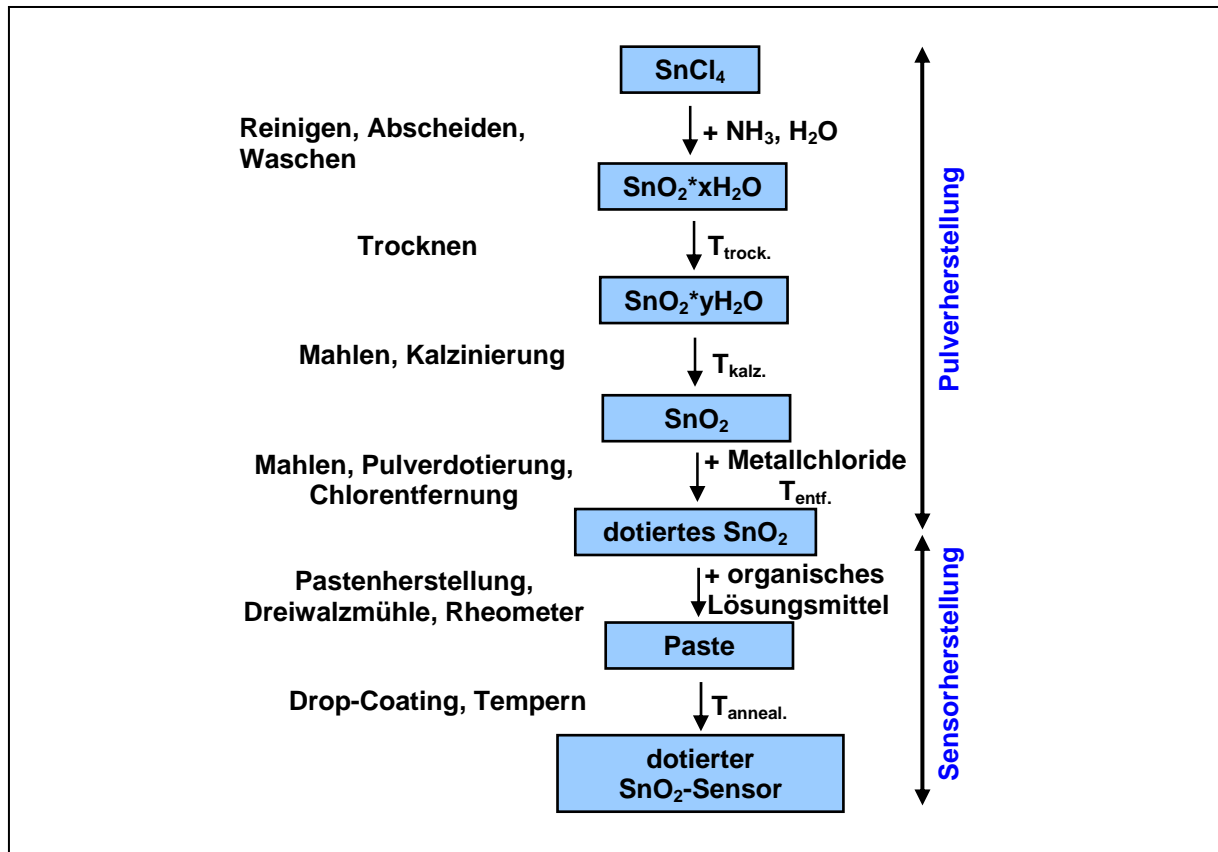 SnCl₄
Reinigen, Abscheiden,
Waschen
+ NH₃, H₂O
SnO₂*xH₂O
Trocknen
T_trock.
SnO₂*yH₂O
Mahlen, Kalzinierung
T_kalz.
SnO₂
Mahlen, Pulverdotierung,
Chlorentfernung
+ Metallchloride
T_entf.
dotiertes SnO₂
Pastenherstellung,
Dreiwalzmühle, Rheometer
+ organisches
Lösungsmittel
Paste
Drop-Coating, Tempern
T_anneal.
dotierter
SnO₂-Sensor
Pulverherstellung
Sensorherstellung